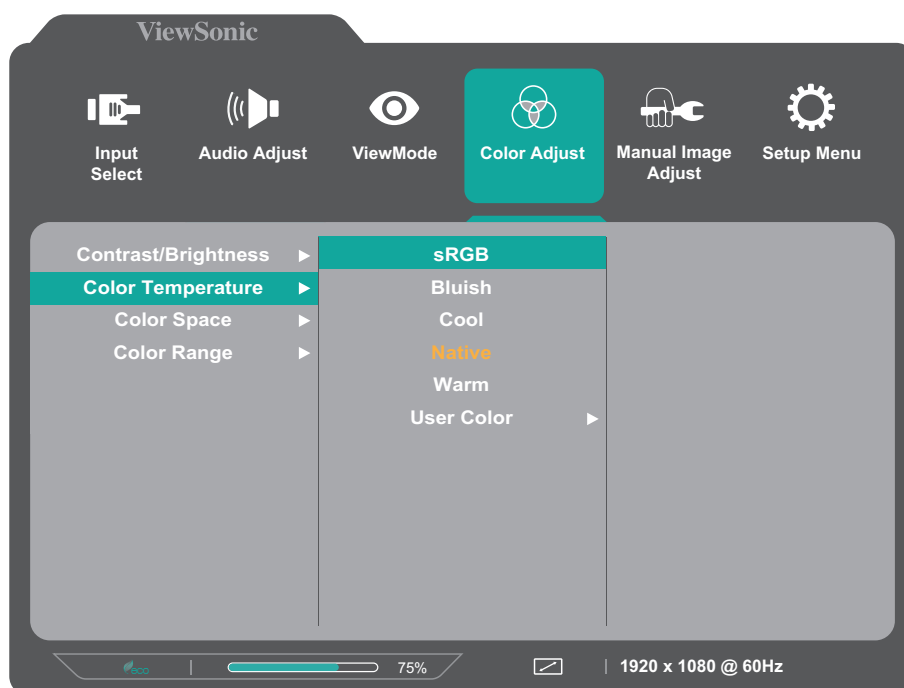 ViewSonic
Input
Select
Audio Adjust
ViewMode
Color Adjust
Manual Image
Adjust
Setup Menu
Contrast/Brightness
Color Temperature
Color Space
Color Range
sRGB
Bluish
Cool
Native
Warm
User Color
eco
75%
1920 x 1080 @ 60Hz